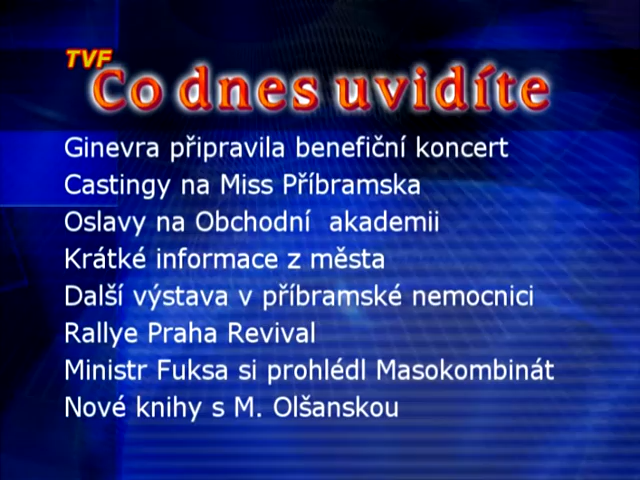 TVF
Co dnes uvidíte
Ginevra připravila benefiční koncert
Castingy na Miss Příbramska
Oslavy na Obchodní  akademii
Krátké informace z města
Další výstava v příbramské nemocnici
Rallye Praha Revival
Ministr Fuksa si prohlédl Masokombinát
Nové knihy s M. Olšanskou